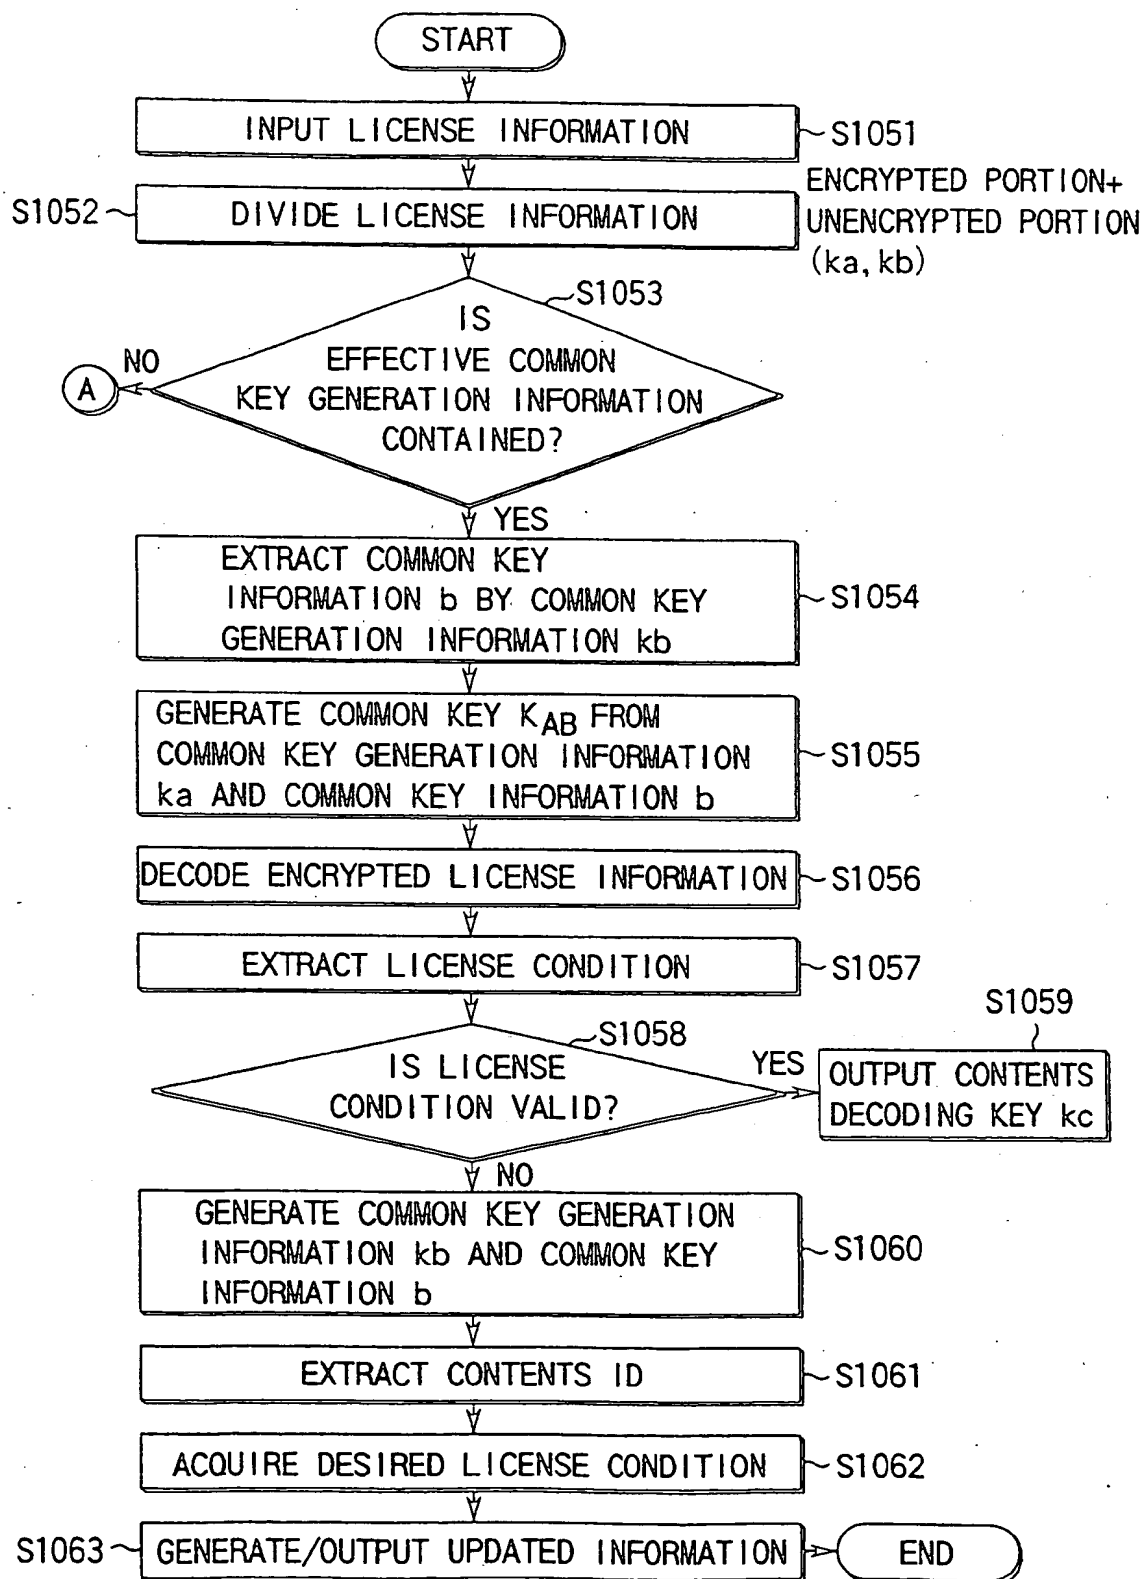 START
INPUT LICENSE INFORMATION
S1051
S1052
DIVIDE LICENSE INFORMATION
ENCRYPTED PORTION+
UNENCRYPTED PORTION
(ka, kb)
S1053
IS
EFFECTIVE COMMON
KEY GENERATION INFORMATION
CONTAINED?
NO
A
YES
EXTRACT COMMON KEY
INFORMATION b BY COMMON KEY
GENERATION INFORMATION kb
S1054
GENERATE COMMON KEY KAB FROM
COMMON KEY GENERATION INFORMATION
ka AND COMMON KEY INFORMATION b
S1055
DECODE ENCRYPTED LICENSE INFORMATION
S1056
EXTRACT LICENSE CONDITION
S1057
S1058
IS LICENSE
CONDITION VALID?
YES
S1059
OUTPUT CONTENTS
DECODING KEY kc
NO
GENERATE COMMON KEY GENERATION
INFORMATION kb AND COMMON KEY
INFORMATION b
S1060
EXTRACT CONTENTS ID
S1061
ACQUIRE DESIRED LICENSE CONDITION
S1062
S1063
GENERATE/OUTPUT UPDATED INFORMATION
END